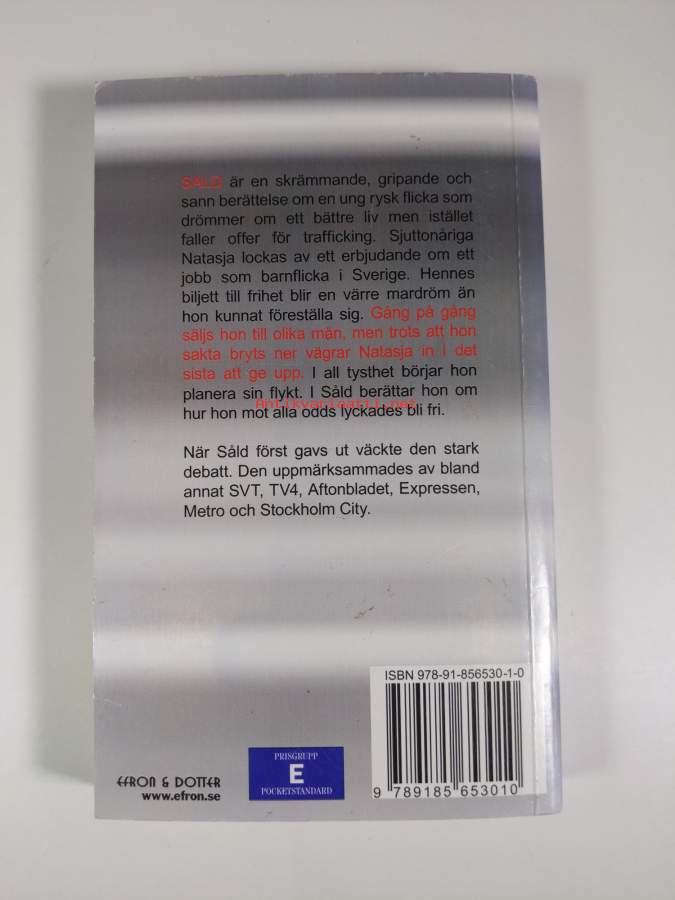 SÅLD är en skrämmande, gripande och
sann berättelse om en ung rysk flicka som
drömmer om ett bättre liv men istället
faller offer för trafficking. Sjuttonåriga
Natasja lockas av ett erbjudande om ett
jobb som barnflicka i Sverige. Hennes
biljett till frihet blir en värre mardröm än
hon kunnat föreställa sig. Gång på gång
säljs hon till olika män, men trots att hon
sakta bryts ner vägrar Natasja in i det
sista att ge upp. I all tysthet börjar hon
planera sin flykt. I Såld berättar hon om
Antikvariaatti.net
hur hon mot alla odds lyckades bli fri.
När Såld först gavs ut väckte den stark
debatt. Den uppmärksammades av bland
annat SVT, TV4, Aftonbladet, Expressen,
Metro och Stockholm City.
ISBN 978-91-856530-1-0
9 789185 653010
PRISGRUPP
E
POCKETSTANDARD
EFRON & DOTTER
www.efron.se